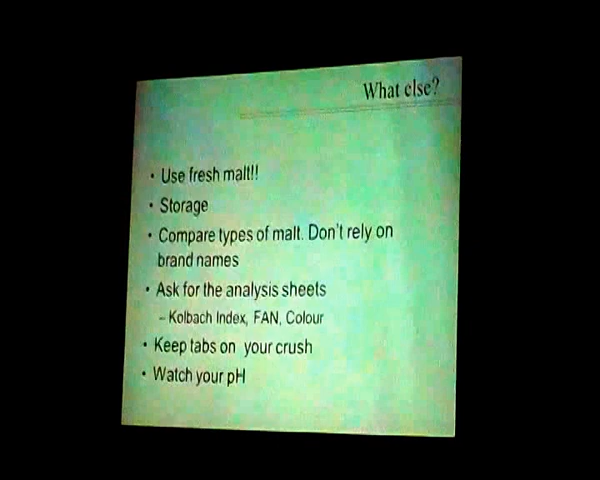 What else?
• Use fresh malt!!
• Storage
• Compare types of malt. Don't rely on
brand names
• Ask for the analysis sheets
– Kolbach Index, FAN, Colour
• Keep tabs on your crush
• Watch your pH